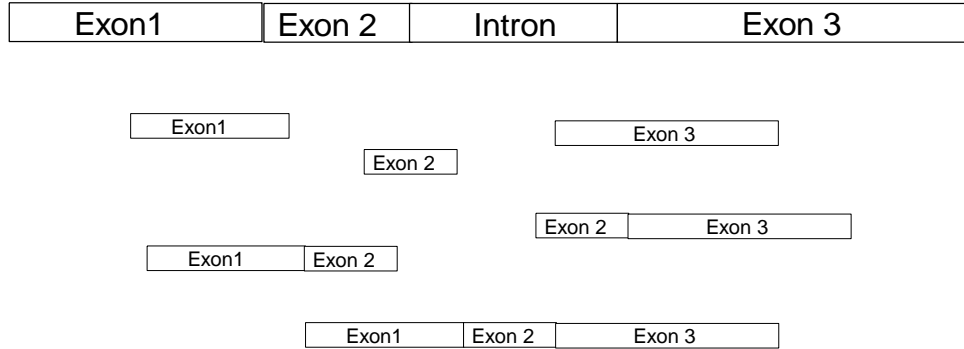 Exon1 Exon 2 Intron Exon 3
Exon1
Exon 3
Exon 2
Exon 2 Exon 3
Exon1 Exon 2
Exon1 Exon 2 Exon 3